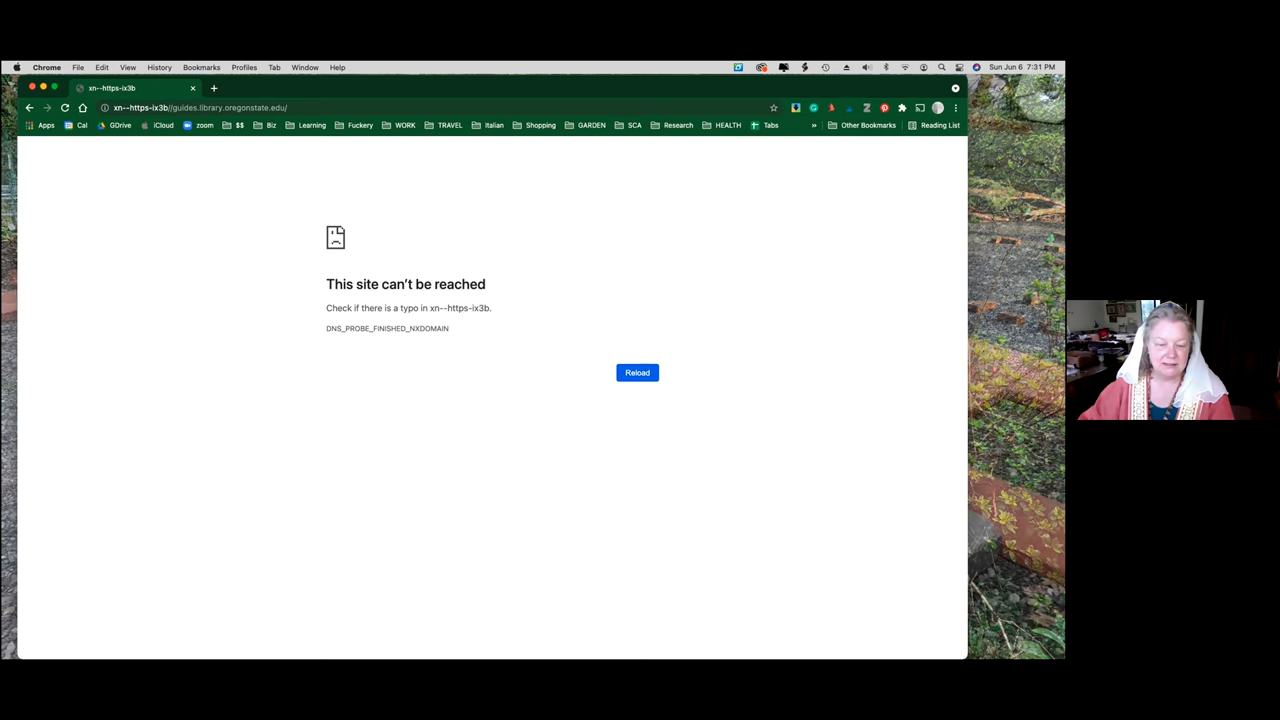 Chrome File Edit View History Bookmarks Profiles Tab Window Help Sun Jun 6 7:31 PM
xn--https-ix3b
xn--https-ix3b//guides.library.oregonstate.edu/
Apps Cal GDrive iCloud zoom $$ Biz Learning Fuckery WORK TRAVEL Italian Shopping GARDEN SCA Research HEALTH Tabs » Other Bookmarks Reading List
This site can't be reached
Check if there is a typo in xn--https-ix3b.
DNS_PROBE_FINISHED_NXDOMAIN
Reload